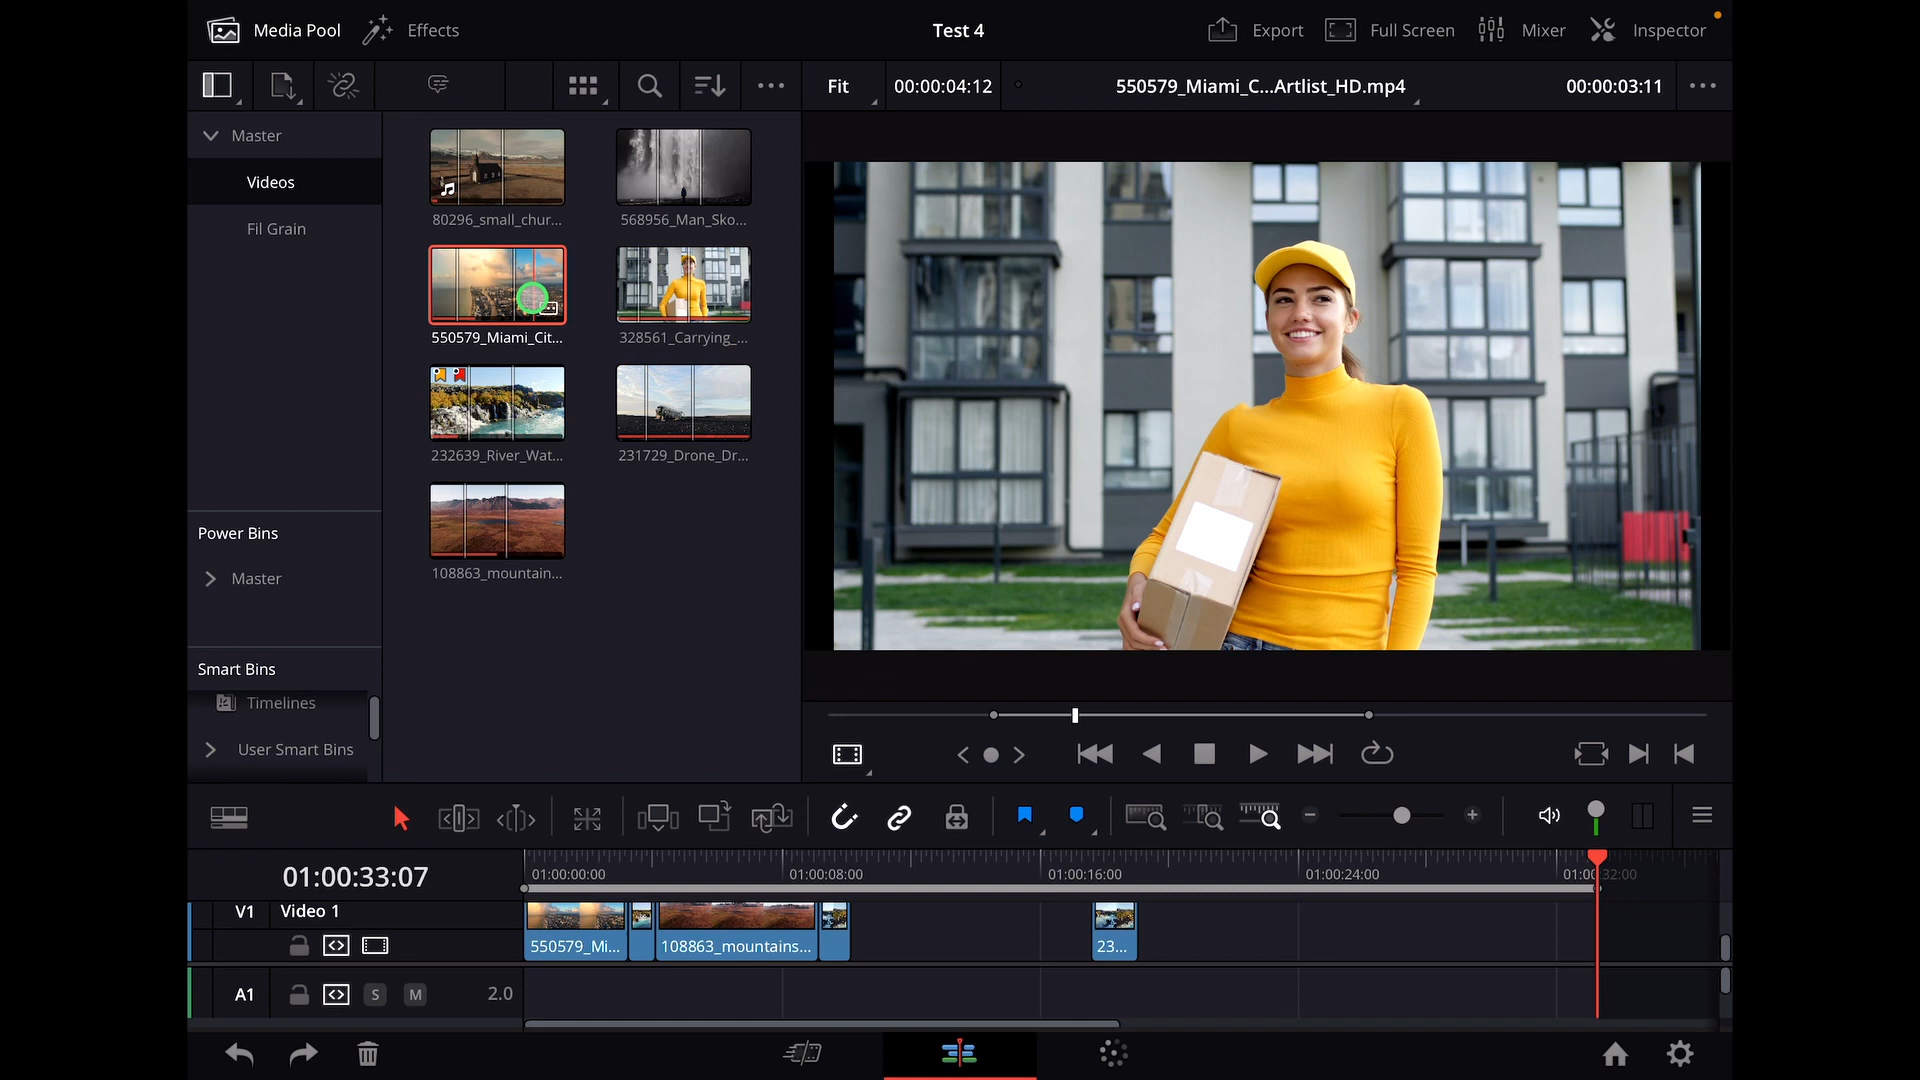 Media Pool
Effects
Test 4
Export
Full Screen
Mixer
Inspector
Fit
00:00:04:12
550579_Miami_C...Artlist_HD.mp4
00:00:03:11
Master
Videos
Fil Grain
80296_small_chur...
568956_Man_Sko...
550579_Miami_Cit...
328561_Carrying_...
232639_River_Wat...
231729_Drone_Dr...
108863_mountain...
Power Bins
Master
Smart Bins
Timelines
User Smart Bins
01:00:33:07
01:00:00:00
01:00:08:00
01:00:16:00
01:00:24:00
01:00:32:00
V1
Video 1
550579_Mi...
108863_mountains...
23...
A1
S
M
2.0